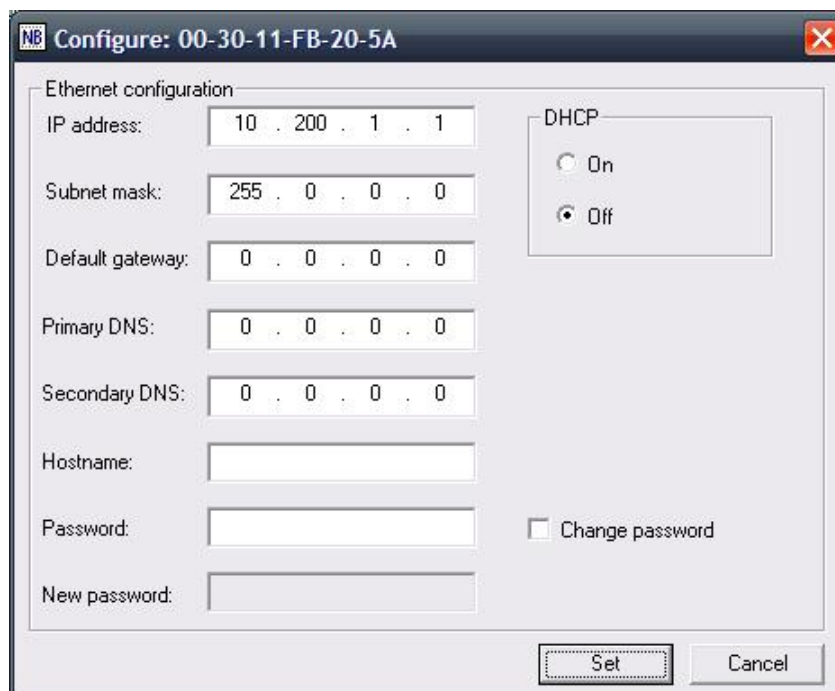 NB Configure: 00-30-11-FB-20-5A
Ethernet configuration
IP address: 10 . 200 . 1 . 1
DHCP
On
Subnet mask: 255 . 0 . 0 . 0
Off
Default gateway: 0 . 0 . 0 . 0
Primary DNS: 0 . 0 . 0 . 0
Secondary DNS: 0 . 0 . 0 . 0
Hostname:
Password:
Change password
New password:
Set
Cancel